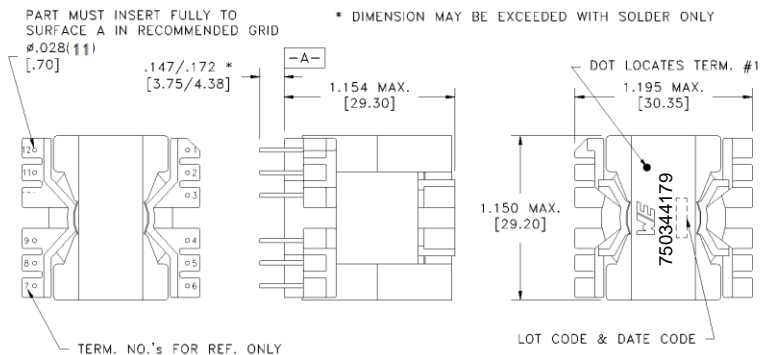 PART MUST INSERT FULLY TO
SURFACE A IN RECOMMENDED GRID
ø.028(11)
[.70]
* DIMENSION MAY BE EXCEEDED WITH SOLDER ONLY
.147/.172 *
[3.75/4.38]
-A-
1.154 MAX.
[29.30]
DOT LOCATES TERM. #1
1.195 MAX.
[30.35]
12
11
9
8
7
1
2
3
4
5
6
1.150 MAX.
[29.20]
WE
750344179
TERM. NO.'s FOR REF. ONLY
LOT CODE & DATE CODE